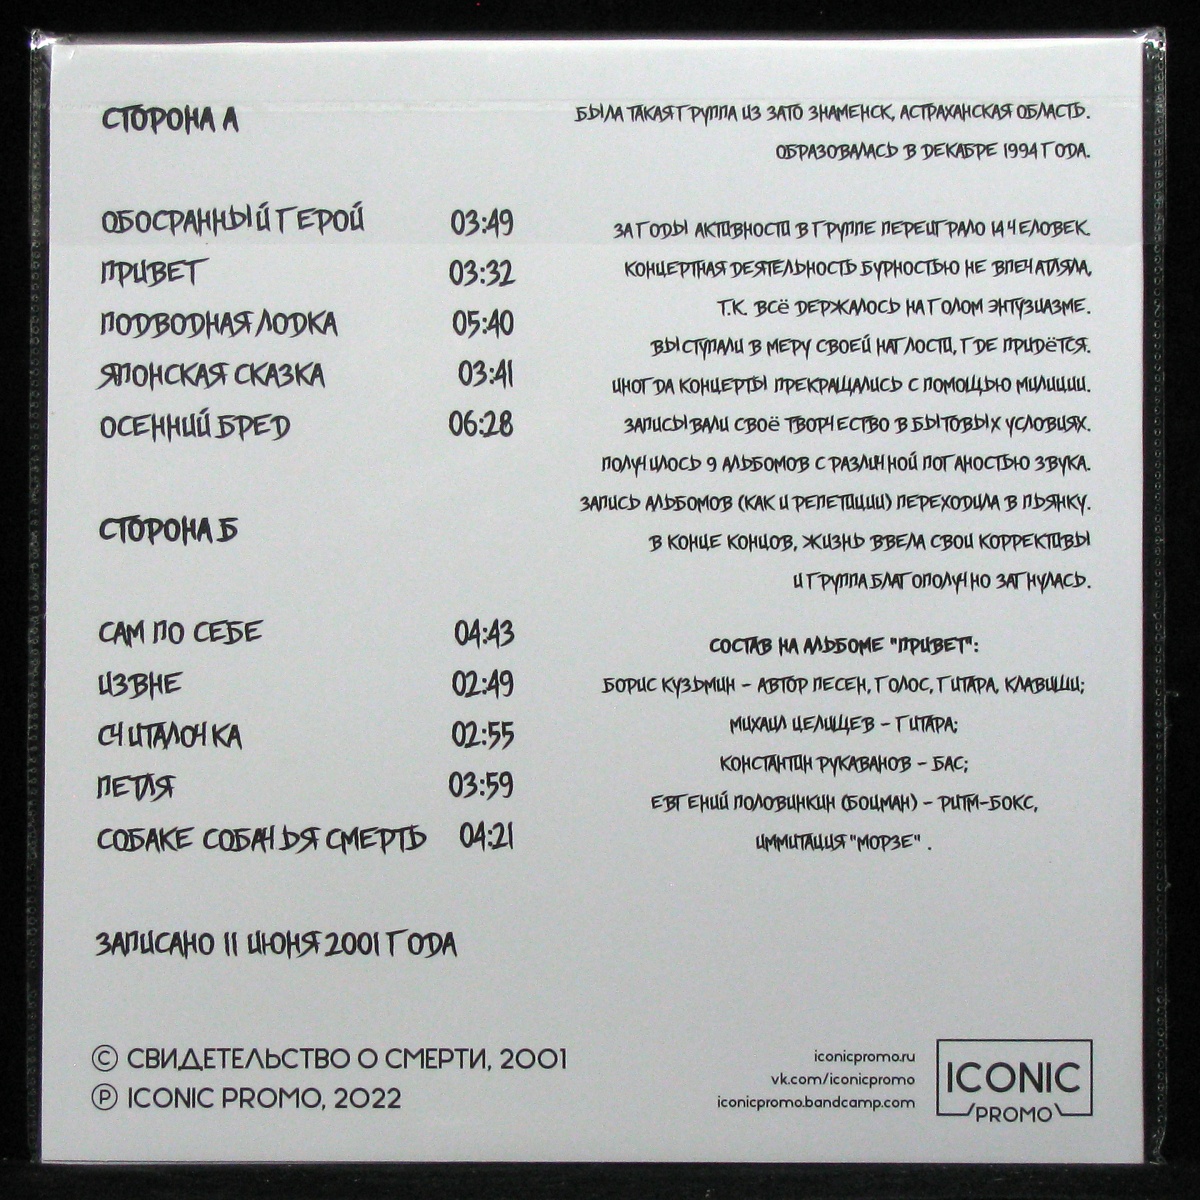 СТОРОНА А
ОБОСРАННЫЙ ГЕРОЙ 03:49
ПРИВЕТ 03:32
ПОДВОДНАЯ ЛОДКА 05:40
ЯПОНСКАЯ СКАЗКА 03:41
ОСЕННИЙ БРЕД 06:28
СТОРОНА Б
САМ ПО СЕБЕ 04:43
ИЗВНЕ 02:49
СЧИТАЛОЧКА 02:55
ПЕТЛЯ 03:59
СОБАКЕ СОБАЧЬЯ СМЕРТЬ 04:21
ЗАПИСАНО 11 ИЮНЯ 2001 ГОДА
БЫЛА ТАКАЯ ГРУППА ИЗ ЗАТО ЗНАМЕНСК, АСТРАХАНСКАЯ ОБЛАСТЬ.
ОБРАЗОВАЛАСЬ В ДЕКАБРЕ 1994 ГОДА.
ЗА ГОДЫ АКТИВНОСТИ В ГРУППЕ ПЕРЕИГРАЛО 14 ЧЕЛОВЕК.
КОНЦЕРТНАЯ ДЕЯТЕЛЬНОСТЬ БУРНОСТЬЮ НЕ ВПЕЧАТЛЯЛА,
Т.К. ВСЁ ДЕРЖАЛОСЬ НА ГОЛОМ ЭНТУЗИАЗМЕ.
ВЫСТУПАЛИ В МЕРУ СВОЕЙ НАГЛОСТИ, ГДЕ ПРИДЁТСЯ.
ИНОГДА КОНЦЕРТЫ ПРЕКРАЩАЛИСЬ С ПОМОЩЬЮ МИЛИЦИИ.
ЗАПИСЫВАЛИ СВОЁ ТВОРЧЕСТВО В БЫТОВЫХ УСЛОВИЯХ.
ПОЛУЧИЛОСЬ 9 АЛЬБОМОВ С РАЗЛИЧНОЙ ПОГАНОСТЬЮ ЗВУКА.
ЗАПИСЬ АЛЬБОМОВ (КАК И РЕПЕТИЦИИ) ПЕРЕХОДИЛА В ПЬЯНКУ.
В КОНЦЕ КОНЦОВ, ЖИЗНЬ ВВЕЛА СВОИ КОРРЕКТИВЫ
И ГРУППА БЛАГОПОЛУЧНО ЗАГНУЛАСЬ.
СОСТАВ НА АЛЬБОМЕ "ПРИВЕТ":
БОРИС КУЗЬМИН – АВТОР ПЕСЕН, ГОЛОС, ГИТАРА, КЛАВИШИ;
МИХАИЛ ЦЕЛИЩЕВ – ГИТАРА;
КОНСТАНТИН РУКАВАНОВ – БАС;
ЕВГЕНИЙ ПОЛОВИНКИН (БОЦМАН) – РИТМ-БОКС,
ИММИТАЦИЯ "МОРЗЕ" .
© СВИДЕТЕЛЬСТВО О СМЕРТИ, 2001
℗ ICONIC PROMO, 2022
iconicpromo.ru
vk.com/iconicpromo
iconicpromo.bandcamp.com
ICONIC
PROMO